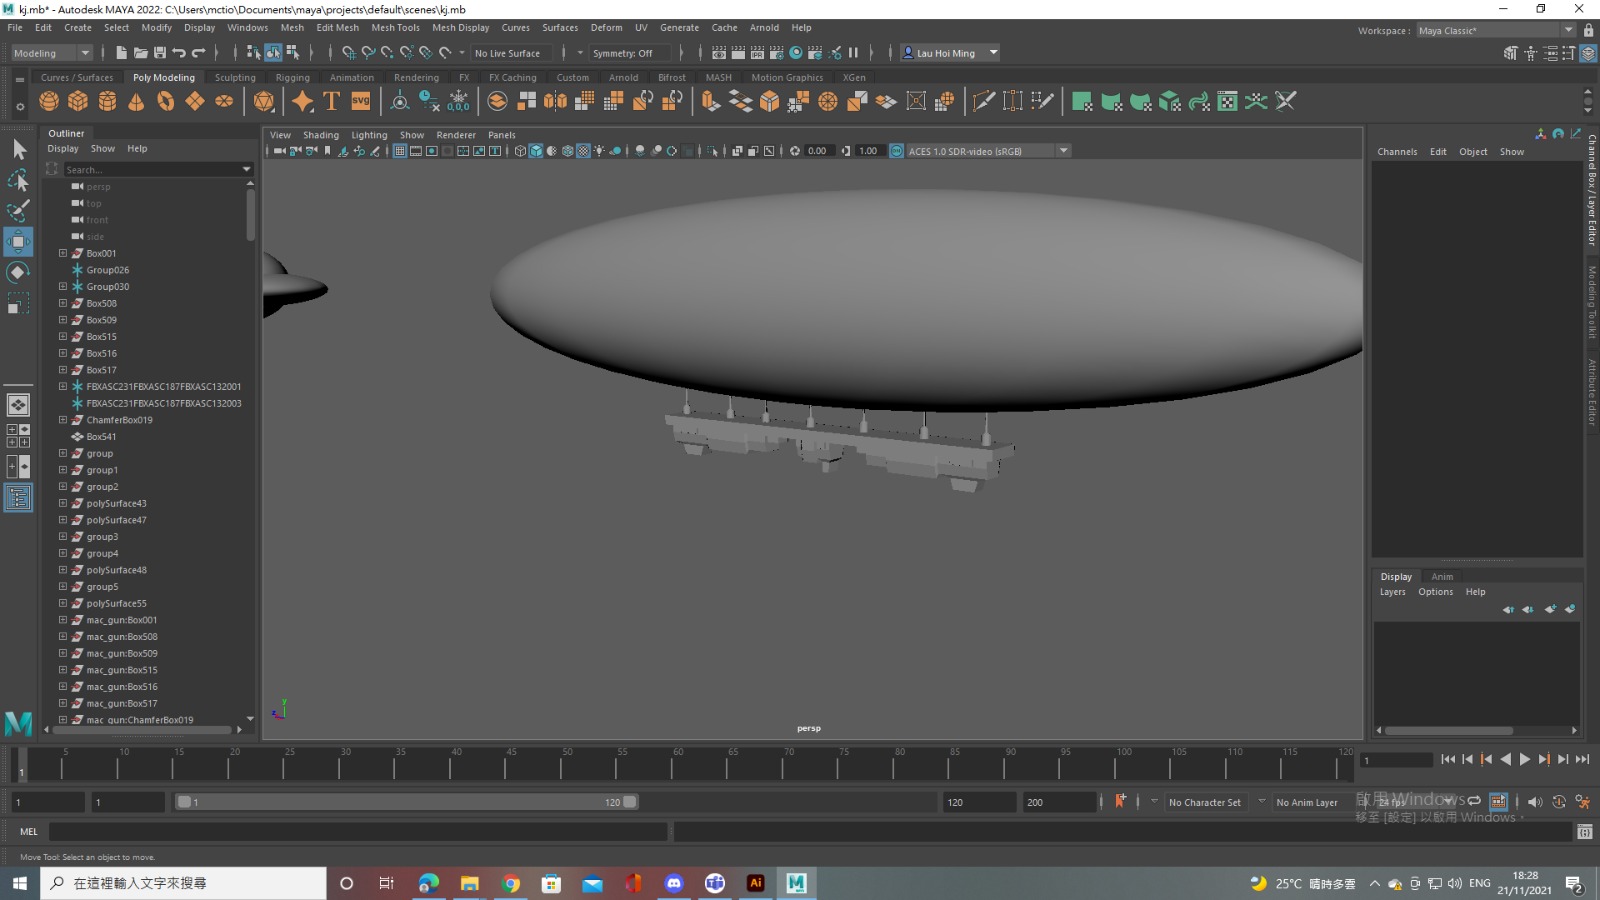 kj.mb* - Autodesk MAYA 2022: C:\Users\mctio\Documents\maya\projects\default\scenes\kj.mb
File Edit Create Select Modify Display Windows Mesh Edit Mesh Mesh Tools Mesh Display Curves Surfaces Deform UV Generate Cache Arnold Help
Workspace : Maya Classic*
Modeling No Live Surface Symmetry: Off Lau Hoi Ming
Curves / Surfaces Poly Modeling Sculpting Rigging Animation Rendering FX FX Caching Custom Arnold Bifrost MASH Motion Graphics XGen
T SVG 0,0,0
Outliner
Display Show Help
Search...
persp
top
front
side
Box001
Group026
Group030
Box508
Box509
Box515
Box516
Box517
FBXASC231FBXASC187FBXASC132001
FBXASC231FBXASC187FBXASC132003
ChamferBox019
Box541
group
group1
group2
polySurface43
polySurface47
group3
group4
polySurface48
group5
polySurface55
mac_gun:Box001
mac_gun:Box508
mac_gun:Box509
mac_gun:Box515
mac_gun:Box516
mac_gun:Box517
mac_gun:ChamferBox019
View Shading Lighting Show Renderer Panels
0.00 1.00 ACES 1.0 SDR-video (sRGB)
y
z
persp
Channels Edit Object Show
Channel Box / Layer Editor
Modeling Toolkit
Attribute Editor
Display Anim
Layers Options Help
5 10 15 20 25 30 35 40 45 50 55 60 65 70 75 80 85 90 95 100 105 110 115 120
1
1
1 1 1 120 120 200 No Character Set No Anim Layer 24 fps
啟用 Windows
移至 [設定] 以啟用 Windows。
MEL
Move Tool: Select an object to move.
在這裡輸入文字來搜尋
Ai
M
25°C 晴時多雲
ENG
18:28
21/11/2021
2